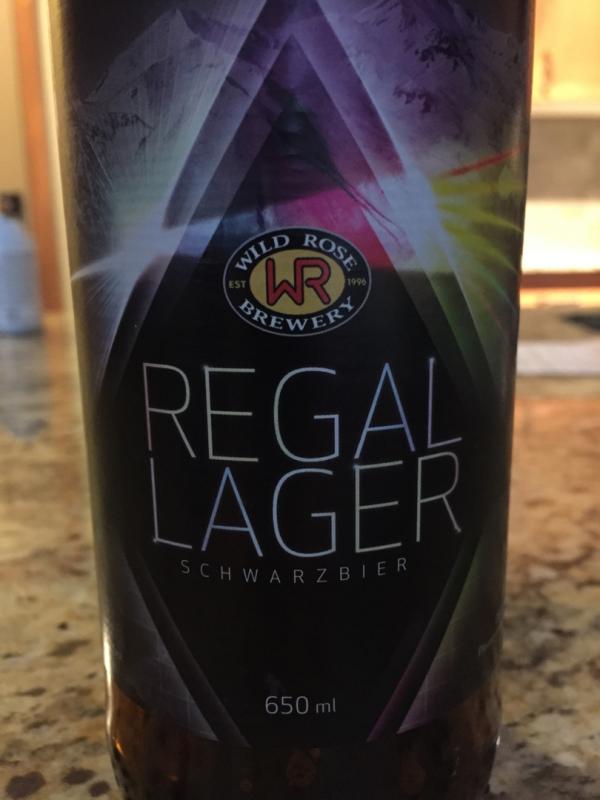 WILD ROSE
EST WR 1996
BREWERY
REGAL
LAGER
SCHWARZBIER
650 ml